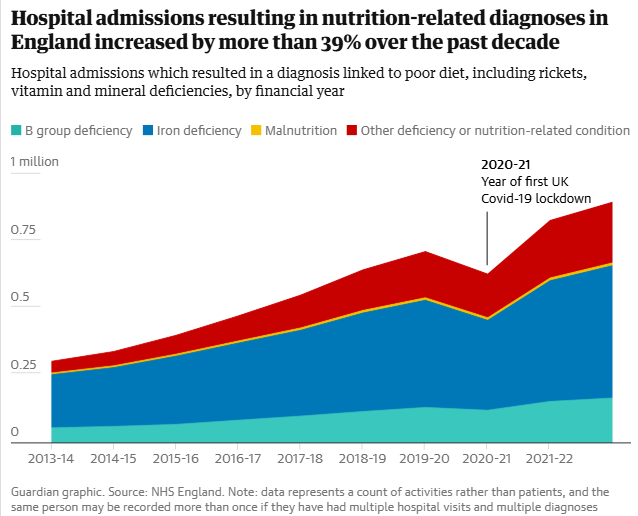 Hospital admissions resulting in nutrition-related diagnoses in
England increased by more than 39% over the past decade
Hospital admissions which resulted in a diagnosis linked to poor diet, including rickets,
vitamin and mineral deficiencies, by financial year
B group deficiency Iron deficiency Malnutrition Other deficiency or nutrition-related condition
1 million
2020-21
Year of first UK
Covid-19 lockdown
0.75
0.5
0.25
0
2013-14 2014-15 2015-16 2016-17 2017-18 2018-19 2019-20 2020-21 2021-22
Guardian graphic. Source: NHS England. Note: data represents a count of activities rather than patients, and the
same person may be recorded more than once if they have had multiple hospital visits and multiple diagnoses